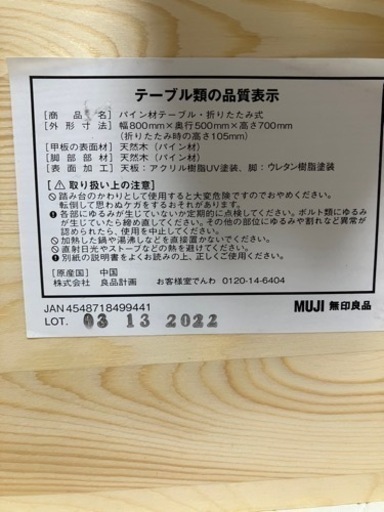 テーブル類の品質表示
[商品名] パイン材テーブル・折りたたみ式
[外形寸法] 幅800mm×奥行500mm×高さ700mm
(折りたたみ時の高さ105mm)
[甲板の表面材] 天然木（パイン材）
[脚部部材] 天然木（パイン材）
[表面加工] 天板：アクリル樹脂UV塗装、脚：ウレタン樹脂塗装
【⚠取り扱い上の注意】
踏み台のかわりとして使用すると大変危険ですのでおやめください。
転倒して思わぬケガをする恐れがあります。
各部にゆるみが生じていないか定期的に点検してください。ボルト類にゆるみ
が生じていたら締め直してください。その他の部位にゆるみや割れなど異常が
認められたら、使用を中止してください。
加熱した鍋や湯沸しなどを直接置かないでください。
直射日光やストーブなどの熱を避けてください。
別紙の説明書をよくお読みの上、正しくご使用ください。
[原産国] 中国
株式会社 良品計画 お客様室でんわ 0120-14-6404
JAN 4548718499441
MUJI 無印良品
LOT. 03 13 2022